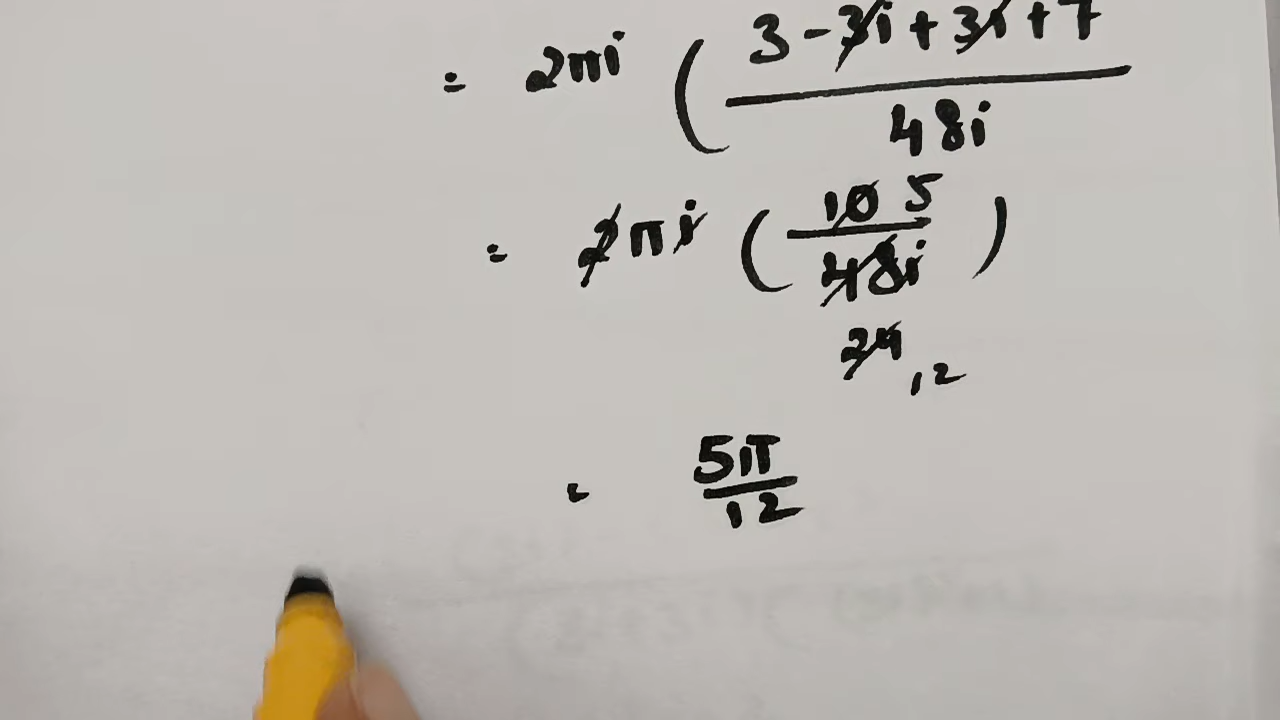 = 2πi ( 3 - 3i + 3i + 7 / 48i
= 2πi ( 10 5 / 48i )
24 12
= 5π / 12